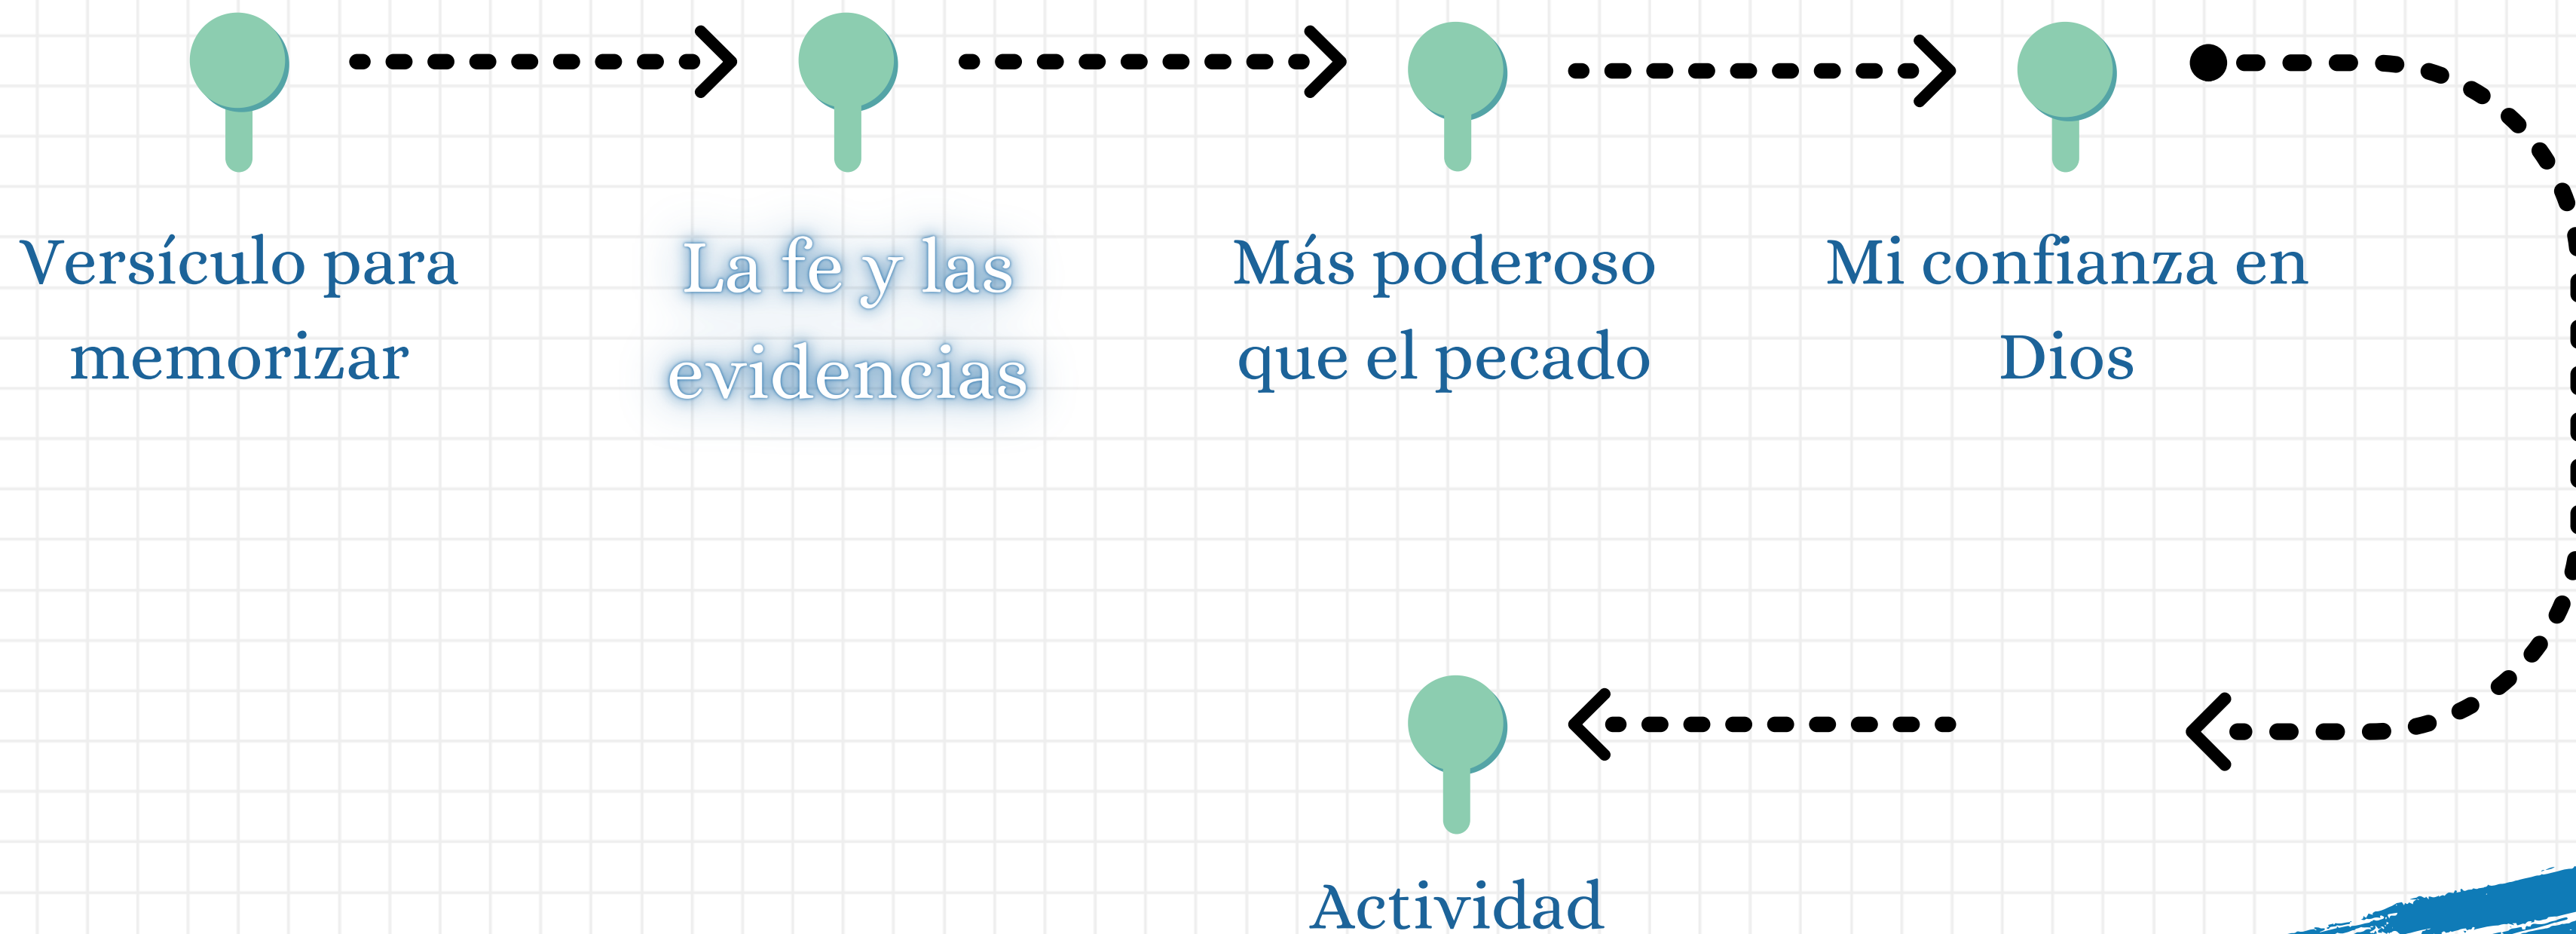 Versículo para
memorizar
La fe y las
evidencias
Más poderoso
que el pecado
Mi confianza en
Dios
Actividad